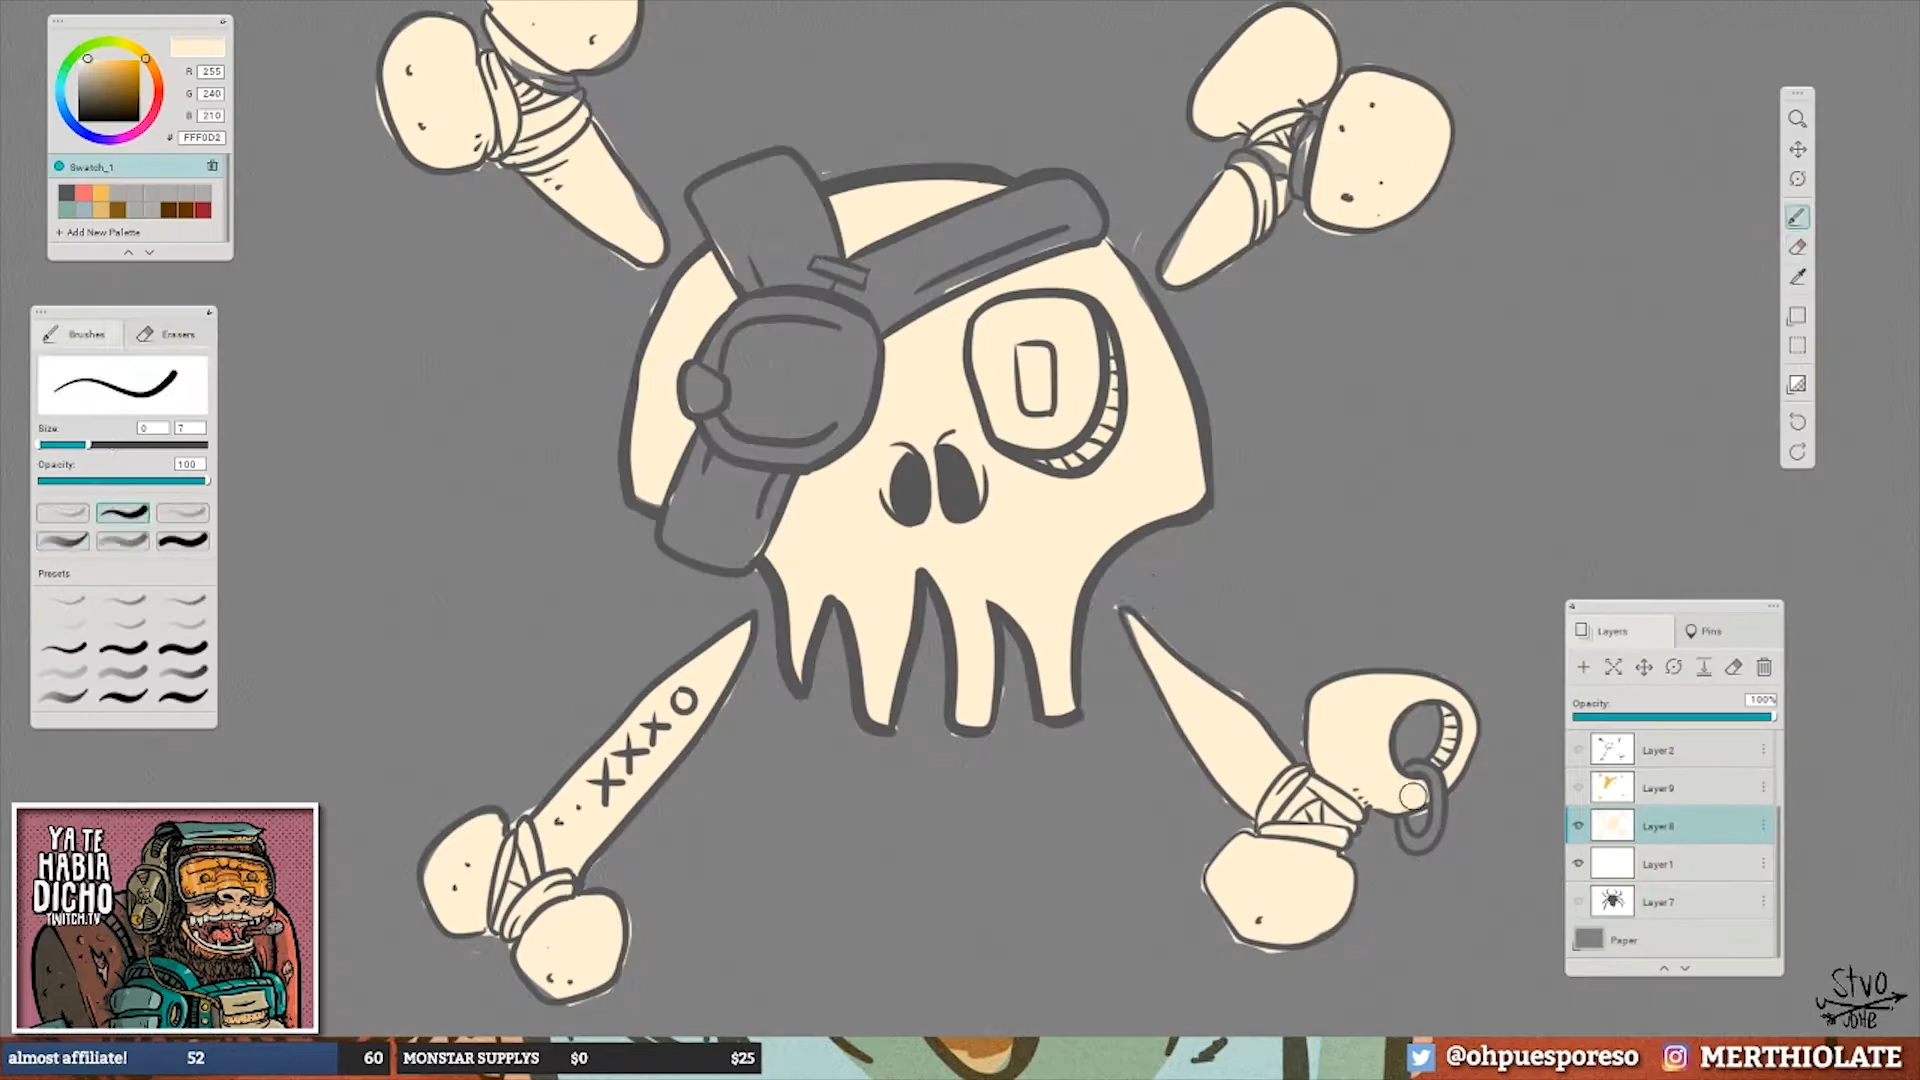 R 255
G 240
B 210
# FFF0D2
Swatch_1
+ Add New Palette
Brushes
Erasers
Size:
0
7
Opacity:
100
Presets
XXXO
Layers
Pins
Opacity:
100%
Layer 2
Layer 9
Layer 8
Layer 1
Layer 7
Paper
YA TE
HABIA
DICHO
TWITCH.TV
Stvo
almost affiliate!
52
60
MONSTAR SUPPLYS
$0
$25
@ohpuesporeso
MERTHIOLATE